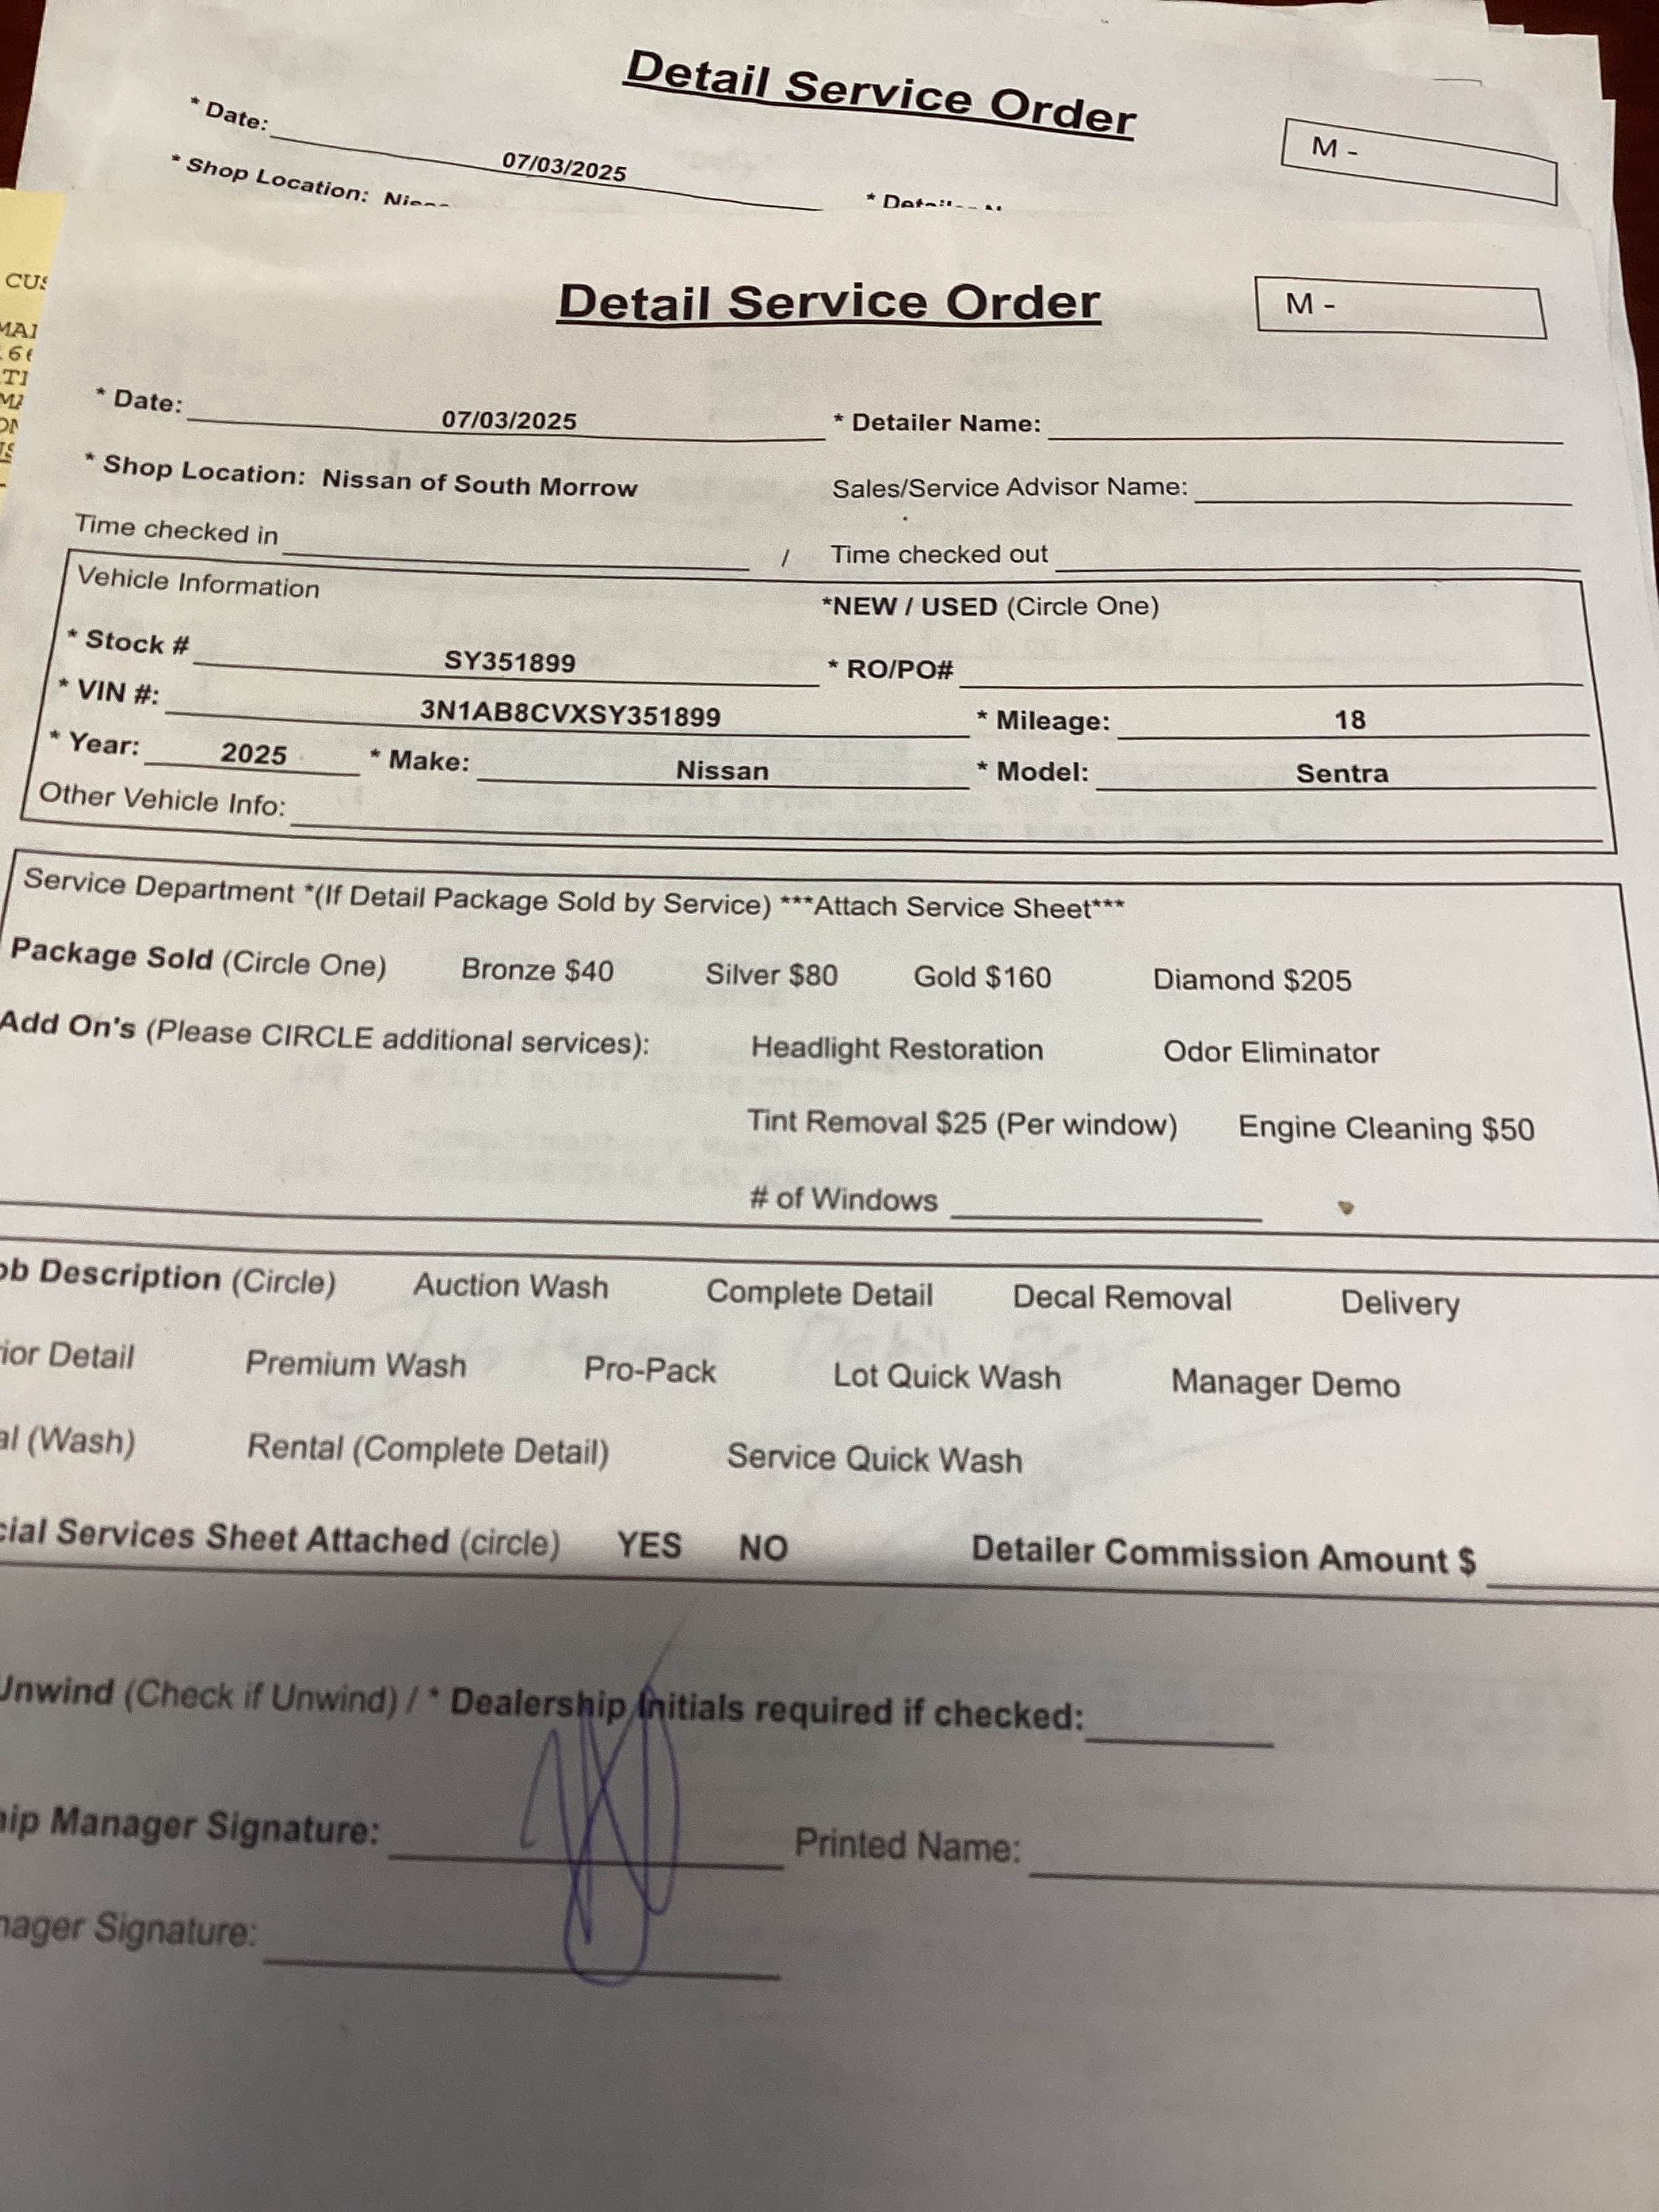 Detail Service Order
M -
* Date: 07/03/2025
* Shop Location:
Detail Service Order
M -
* Date: 07/03/2025 * Detailer Name:
* Shop Location: Nissan of South Morrow Sales/Service Advisor Name:
Time checked in / Time checked out
Vehicle Information *NEW / USED (Circle One)
* Stock # SY351899 * RO/PO#
* VIN #: 3N1AB8CVXSY351899 * Mileage: 18
* Year: 2025 * Make: Nissan * Model: Sentra
Other Vehicle Info:
Service Department *(If Detail Package Sold by Service) ***Attach Service Sheet***
Package Sold (Circle One) Bronze $40 Silver $80 Gold $160 Diamond $205
Add On's (Please CIRCLE additional services): Headlight Restoration Odor Eliminator
Tint Removal $25 (Per window) Engine Cleaning $50
# of Windows
ob Description (Circle) Auction Wash Complete Detail Decal Removal Delivery
rior Detail Premium Wash Pro-Pack Lot Quick Wash Manager Demo
al (Wash) Rental (Complete Detail) Service Quick Wash
cial Services Sheet Attached (circle) YES NO Detailer Commission Amount $
Unwind (Check if Unwind) / * Dealership Initials required if checked:
hip Manager Signature: Printed Name:
nager Signature: